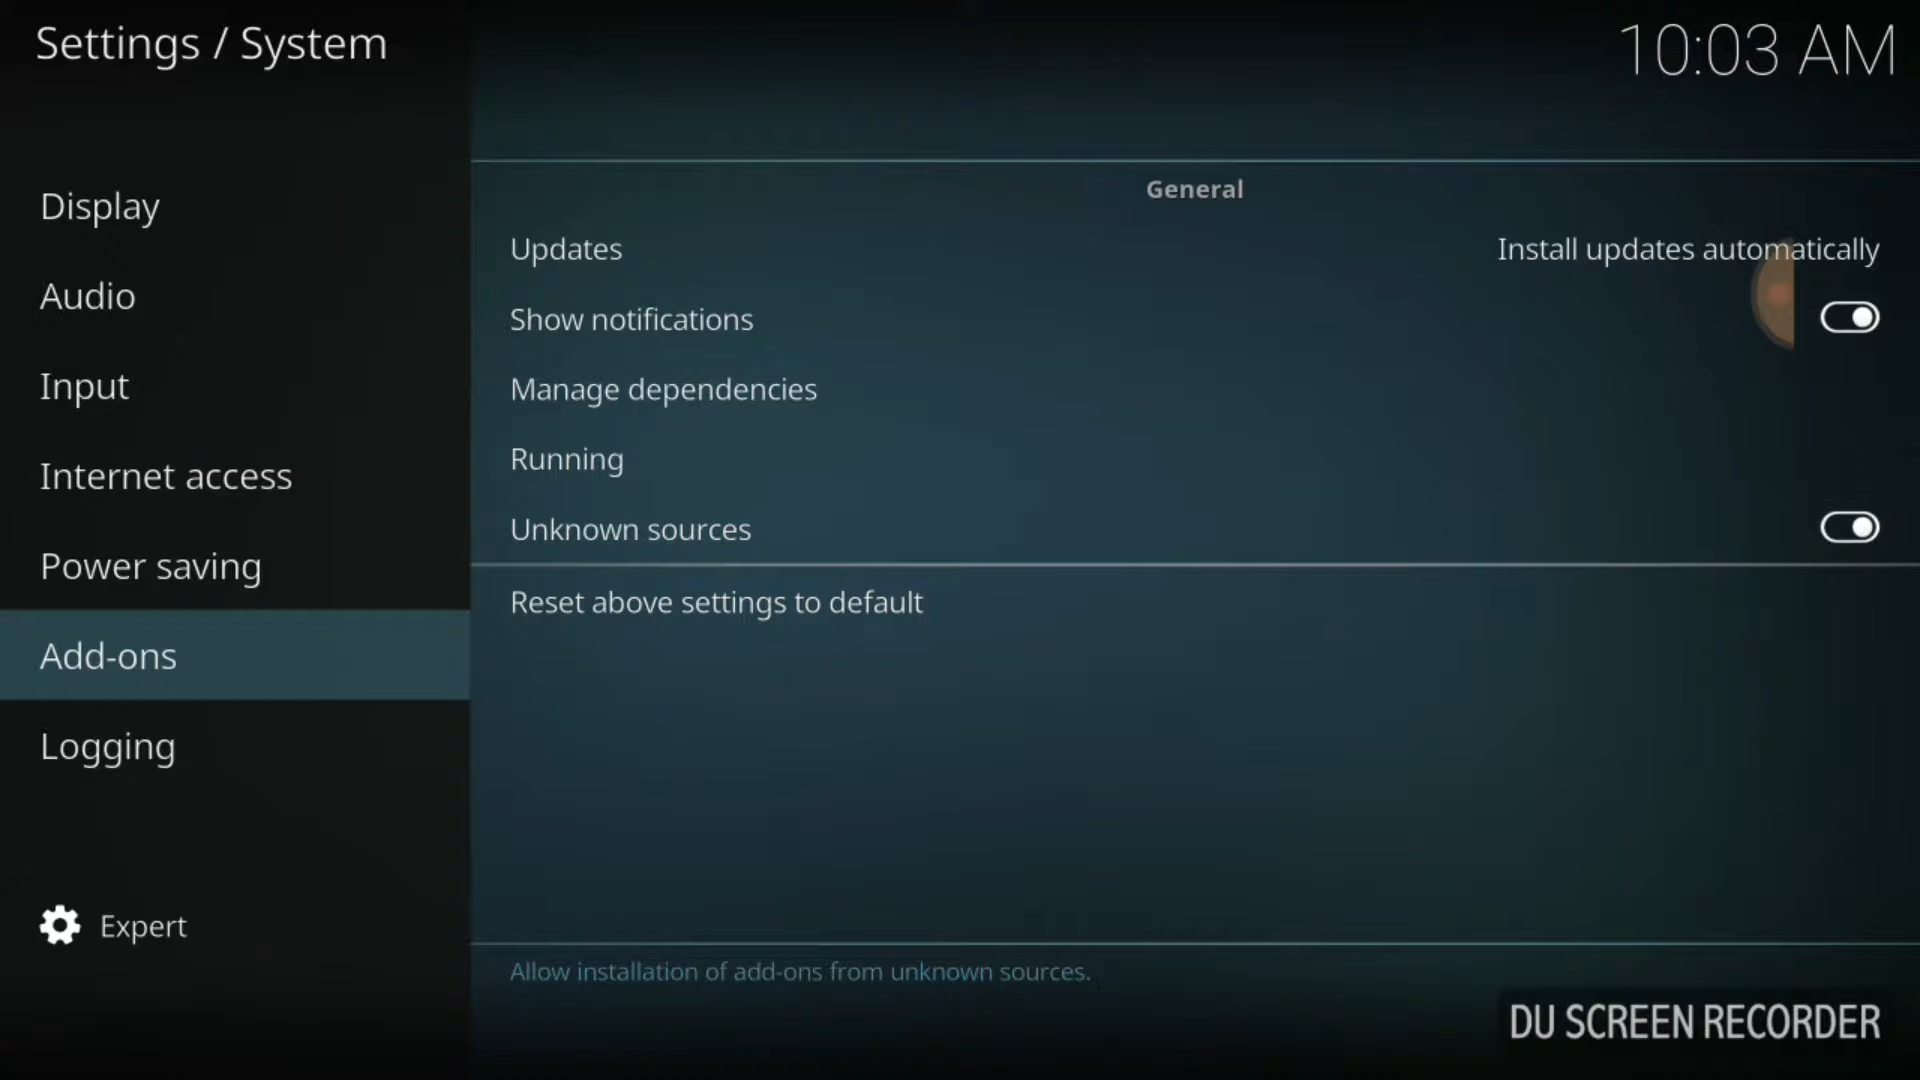 Settings / System
10:03 AM
Display
Audio
Input
Internet access
Power saving
Add-ons
Logging
Expert
General
Updates
Install updates automatically
Show notifications
Manage dependencies
Running
Unknown sources
Reset above settings to default
Allow installation of add-ons from unknown sources.
DU SCREEN RECORDER